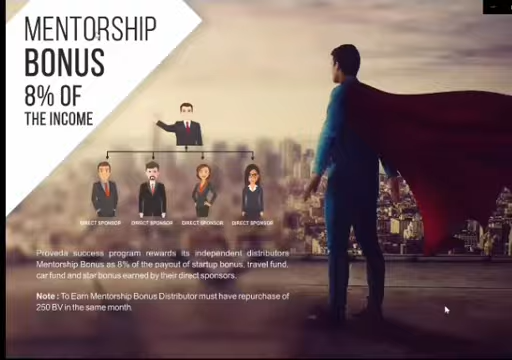 MENTORSHIP
BONUS
8% OF
THE INCOME
DIRECT SPONSOR DIRECT SPONSOR DIRECT SPONSOR DIRECT SPONSOR
Proveda success program rewards its independent distributors
Mentorship Bonus as 8% of the payout of startup bonus, travel fund,
car fund and star bonus earned by their direct sponsors.
Note : To Earn Mentorship Bonus Distributor must have repurchase of
250 BV in the same month.